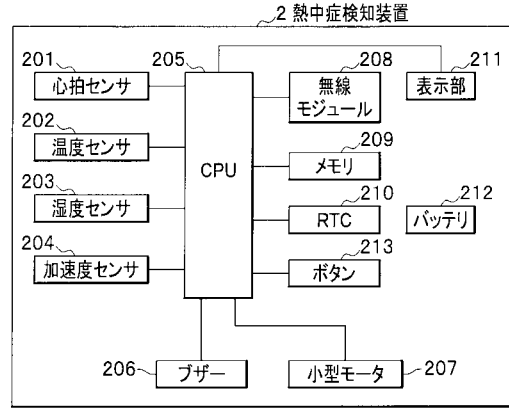 2 熱中症検知装置
201
心拍センサ
202
温度センサ
203
湿度センサ
204
加速度センサ
205
CPU
208
無線
モジュール
209
メモリ
210
RTC
213
ボタン
211
表示部
212
バッテリ
206
ブザー
小型モータ
207